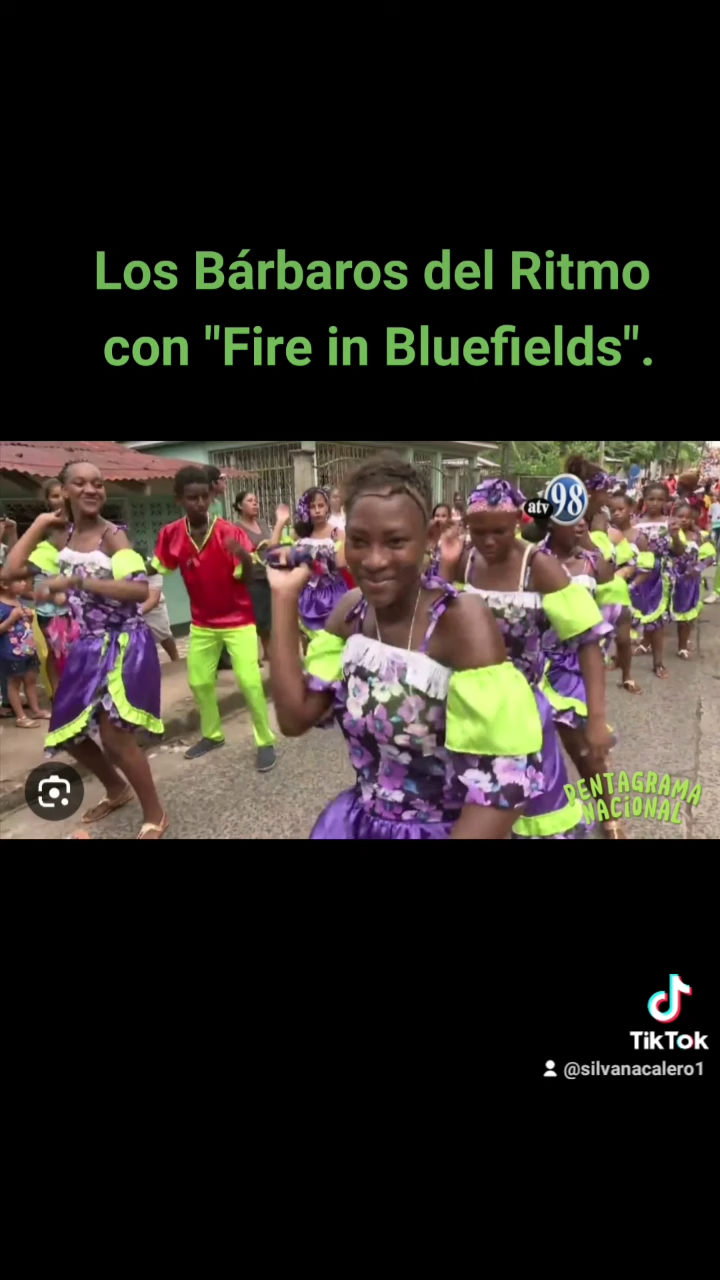 Los Bárbaros del Ritmo
con "Fire in Bluefields".
atv 98
PENTAGRAMA
NACIONAL
TikTok
@silvanacalero1